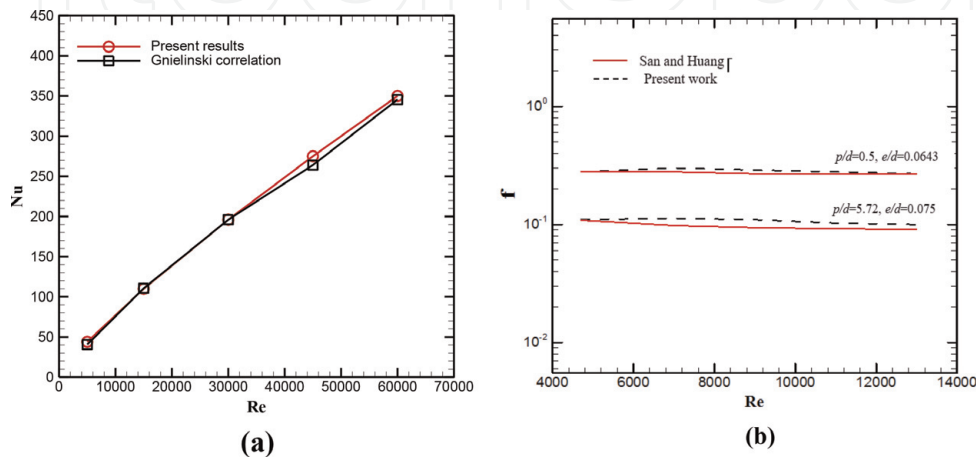 450
400
350
300
250
200
150
100
50
0
Nu
Present results
Gnielinski correlation
0 10000 20000 30000 40000 50000 60000 70000
Re
(a)
San and Huang
Present work
10^0
10^-1
10^-2
f
p/d=0.5, e/d=0.0643
p/d=5.72, e/d=0.075
4000 6000 8000 10000 12000 14000
Re
(b)